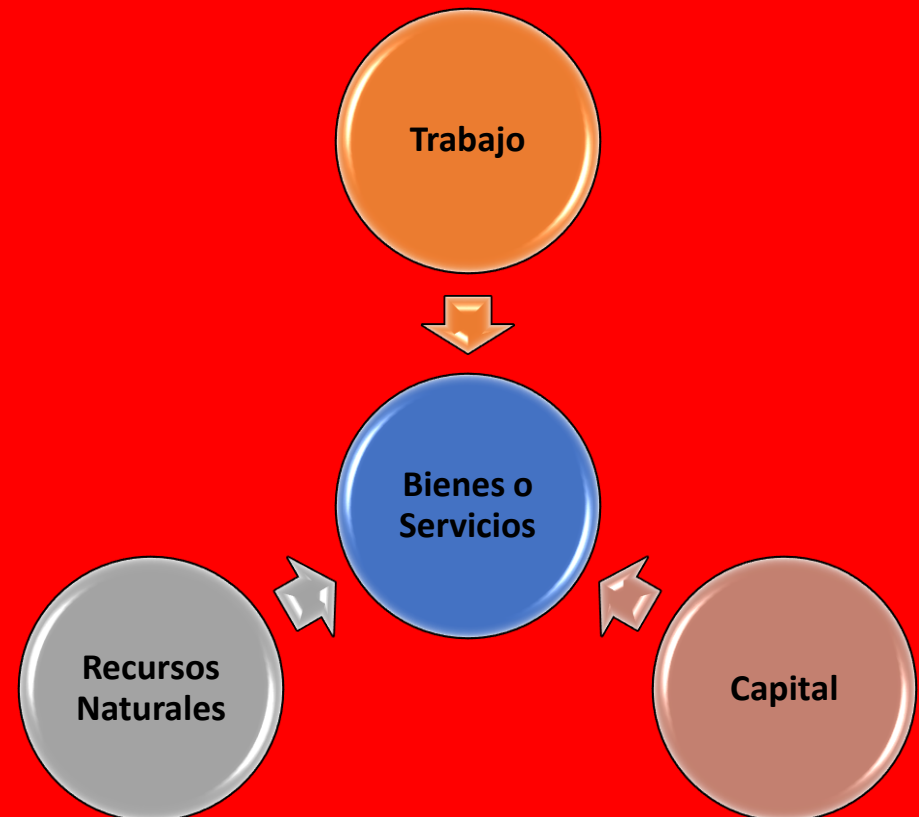 Trabajo
Bienes o
Servicios
Recursos
Naturales
Capital